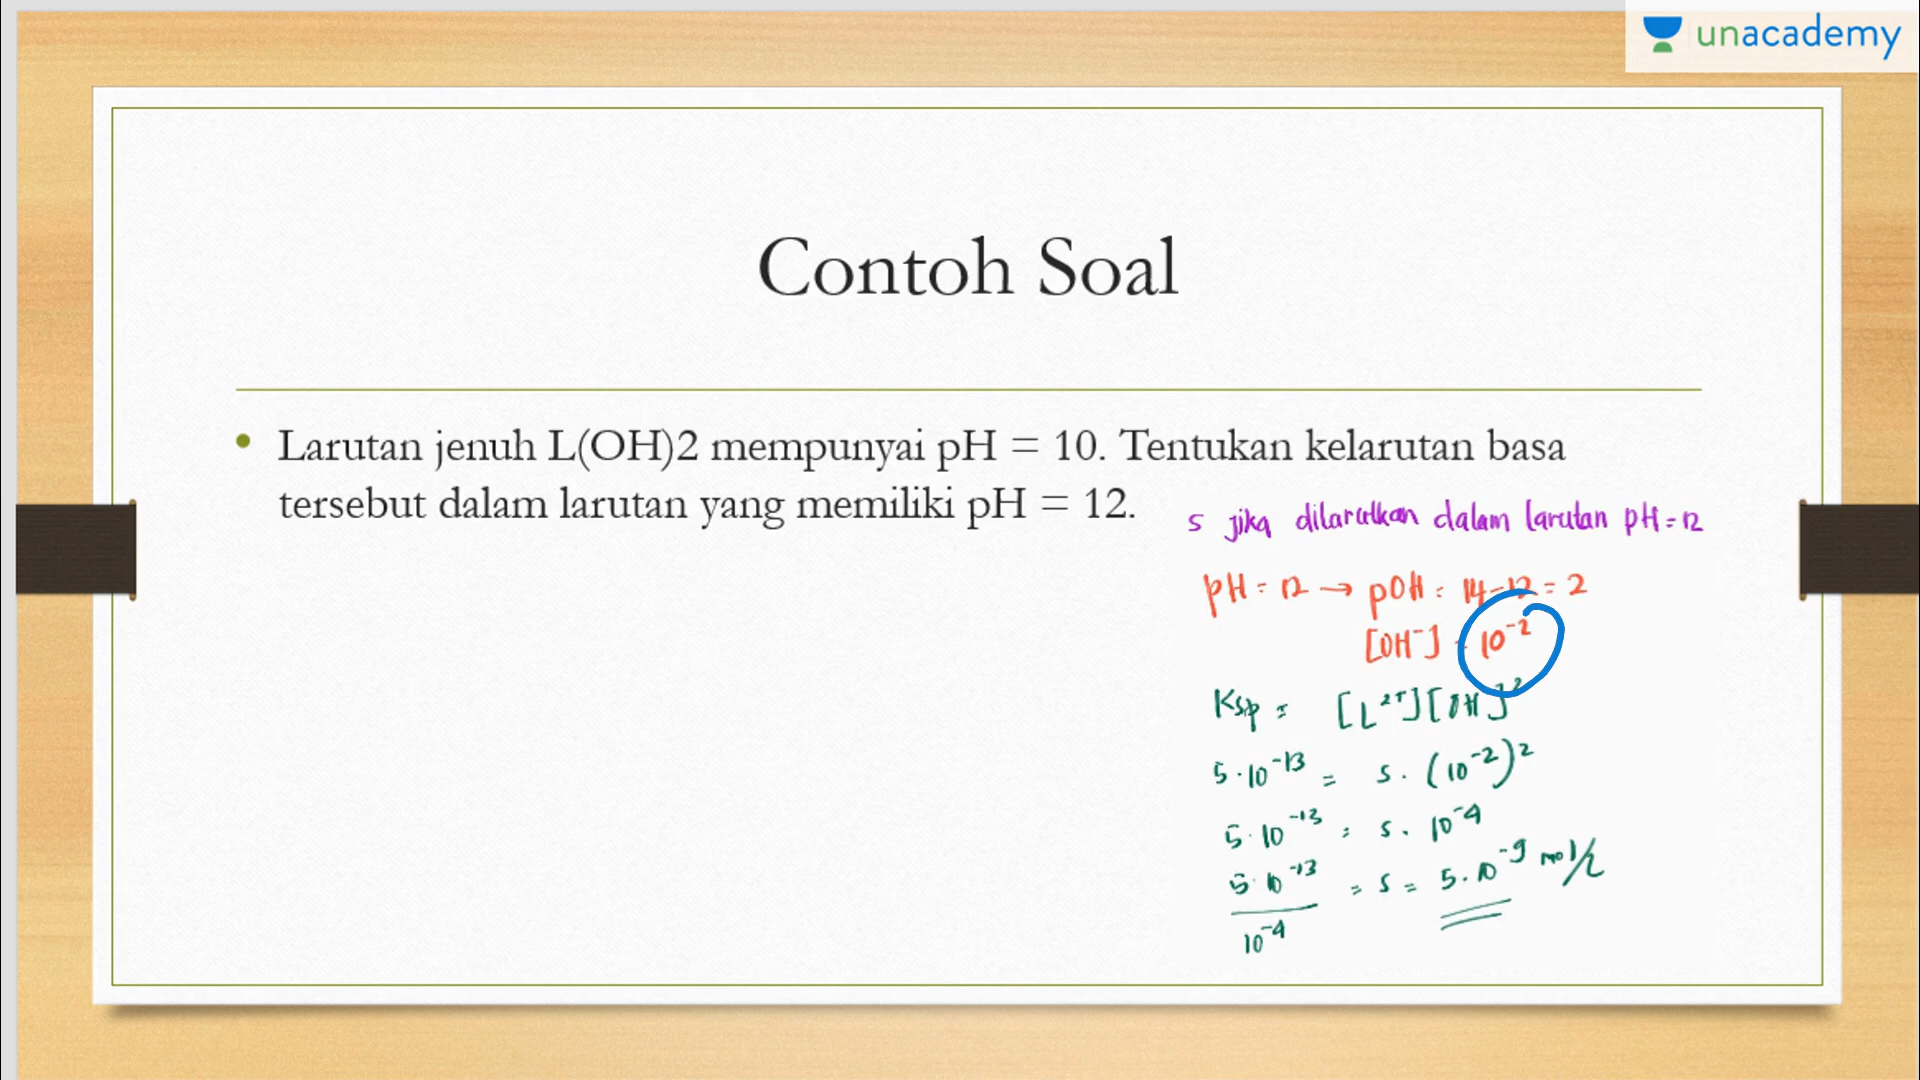 unacademy
Contoh Soal
• Larutan jenuh L(OH)2 mempunyai pH = 10. Tentukan kelarutan basa
tersebut dalam larutan yang memiliki pH = 12.
s jika dilarutkan dalam larutan pH = 12
pH = 12 → pOH = 14-12 = 2
[OH⁻] = 10⁻²
Ksp = [L²⁺][OH]²
5·10⁻¹³ = s. (10⁻²)²
5·10⁻¹³ = s. 10⁻⁴
5·10⁻¹³ = s = 5.10⁻⁹ mol/L
10⁻⁴